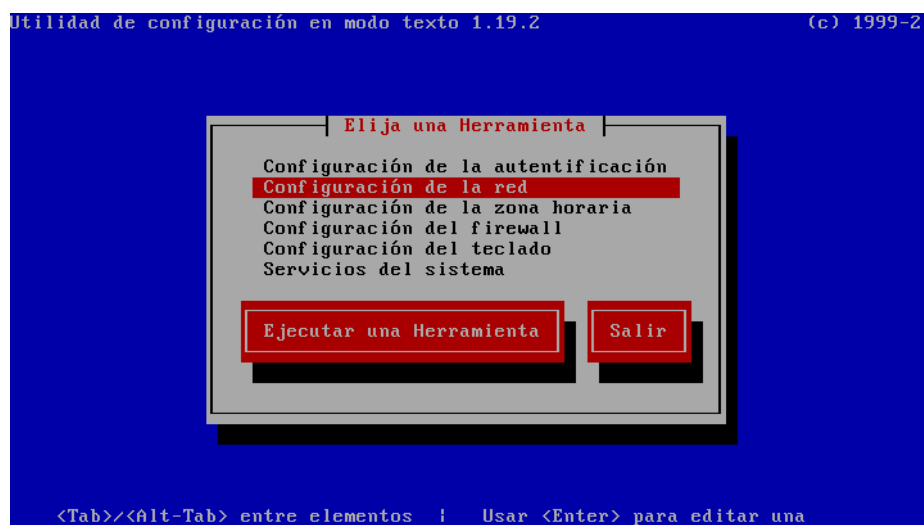 Utilidad de configuración en modo texto 1.19.2 (c) 1999-2
Elija una Herramienta
Configuración de la autentificación
Configuración de la red
Configuración de la zona horaria
Configuración del firewall
Configuración del teclado
Servicios del sistema
Ejecutar una Herramienta Salir
<Tab>/<Alt-Tab> entre elementos | Usar <Enter> para editar una